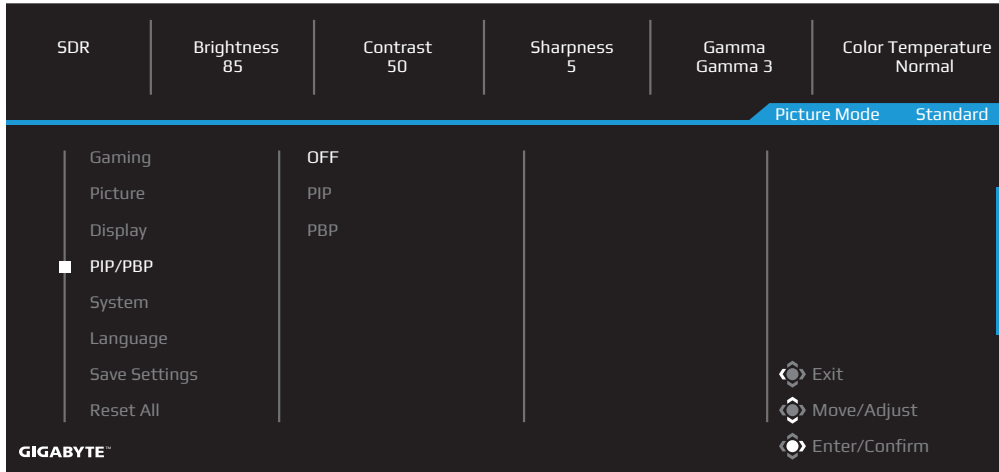 SDR
Brightness
85
Contrast
50
Sharpness
5
Gamma
Gamma 3
Color Temperature
Normal
Picture Mode Standard
Gaming
Picture
Display
PIP/PBP
System
Language
Save Settings
Reset All
OFF
PIP
PBP
Exit
Move/Adjust
Enter/Confirm
GIGABYTE™